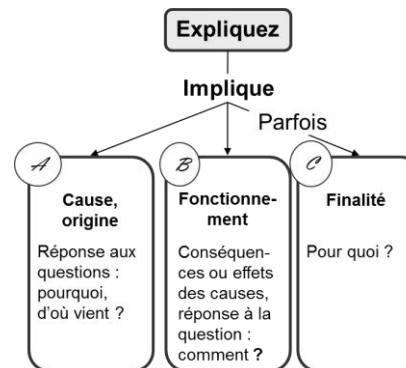 Expliquez
Implique
Parfois
A
Cause,
origine
Réponse aux
questions :
pourquoi,
d'où vient ?
B
Fonctionne-
ment
Conséquen-
ces ou effets
des causes,
réponse à la
question :
comment ?
C
Finalité
Pour quoi ?